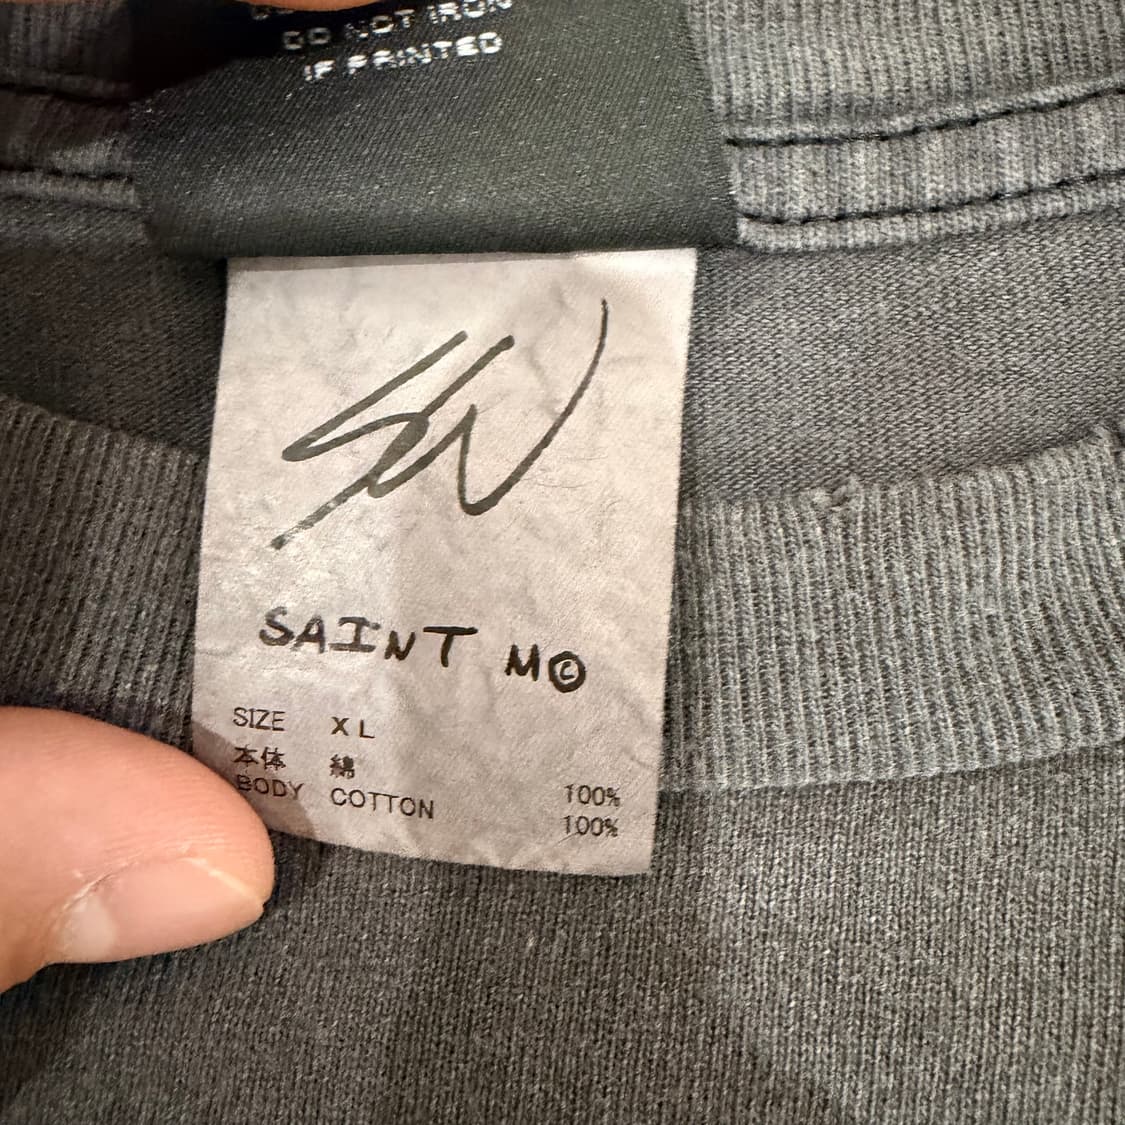 DO NOT IRON
IF PRINTED
SAINT M©
SIZE XL
本体 綿 100%
BODY COTTON 100%